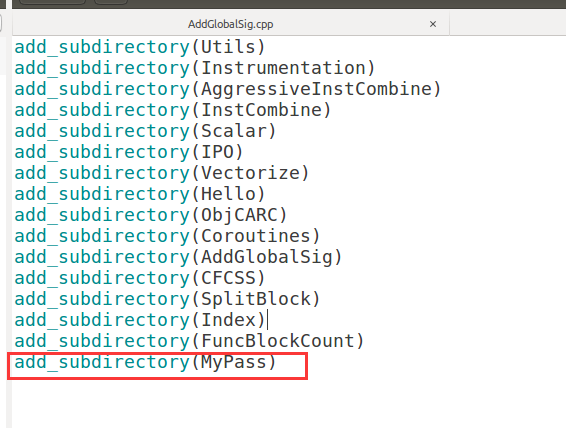 AddGlobalSig.cpp ×
add_subdirectory(Utils)
add_subdirectory(Instrumentation)
add_subdirectory(AggressiveInstCombine)
add_subdirectory(InstCombine)
add_subdirectory(Scalar)
add_subdirectory(IPO)
add_subdirectory(Vectorize)
add_subdirectory(Hello)
add_subdirectory(ObjCARC)
add_subdirectory(Coroutines)
add_subdirectory(AddGlobalSig)
add_subdirectory(CFCSS)
add_subdirectory(SplitBlock)
add_subdirectory(Index)
add_subdirectory(FuncBlockCount)
add_subdirectory(MyPass)